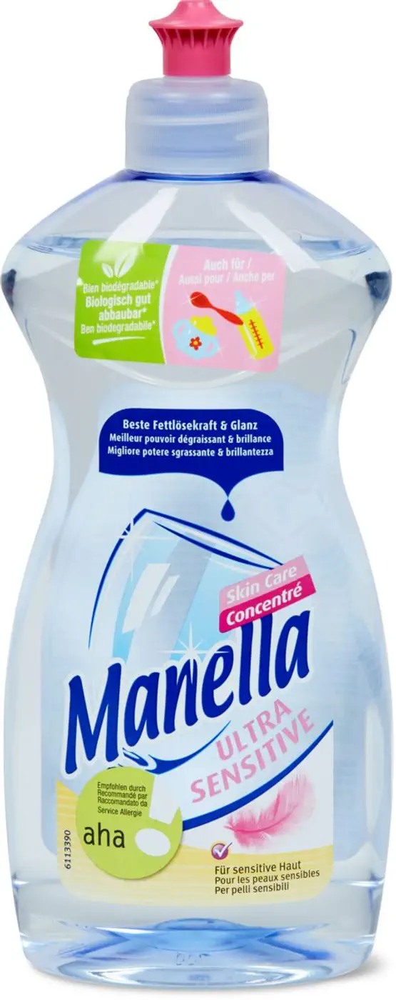 Bien biodégradable*
Biologisch gut
abbaubar*
Ben biodegradabile*
Auch für /
Aussi pour / Anche per
Beste Fettlösekraft & Glanz
Meilleur pouvoir dégraissant & brillance
Migliore potere sgrassante & brillantezza
Skin Care
Concentré
Manella
ULTRA
SENSITIVE
Empfohlen durch
Recommandé par
Raccomandato da
Service Allergie
aha
6113390
Für sensitive Haut
Pour les peaux sensibles
Per pelli sensibili